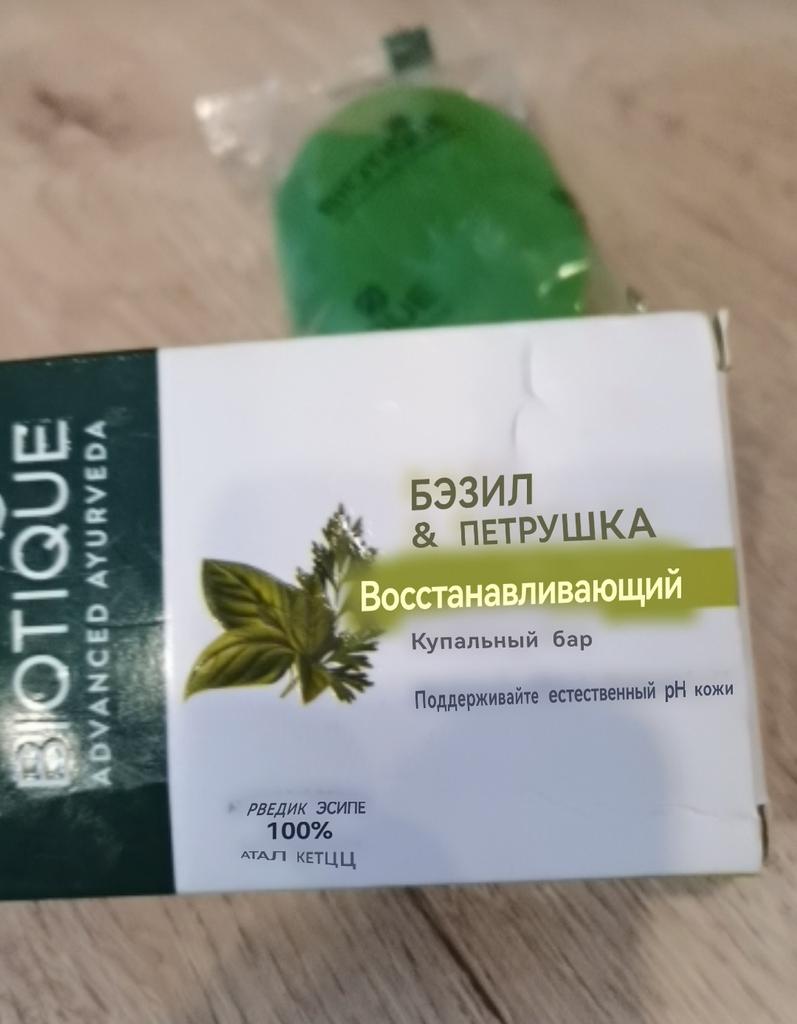 BIOTIQUE
ADVANCED AYURVEDA
БЭЗИЛ
& ПЕТРУШКА
Восстанавливающий
Купальный бар
Поддерживайте естественный pH кожи
РВЕДИК ЭСИПЕ
100%
АТАЛ КЕТЦЦ